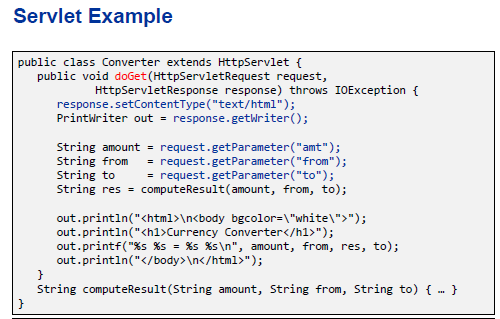 Servlet Example
public class Converter extends HttpServlet {
   public void doGet(HttpServletRequest request,
            HttpServletResponse response) throws IOException {
      response.setContentType("text/html");
      PrintWriter out = response.getWriter();
      String amount = request.getParameter("amt");
      String from   = request.getParameter("from");
      String to     = request.getParameter("to");
      String res = computeResult(amount, from, to);
      out.println("<html>\n<body bgcolor=\"white\">");
      out.println("<h1>Currency Converter</h1>");
      out.printf("%s %s = %s %s\n", amount, from, res, to);
      out.println("</body>\n</html>");
   }
   String computeResult(String amount, String from, String to) { … }
}